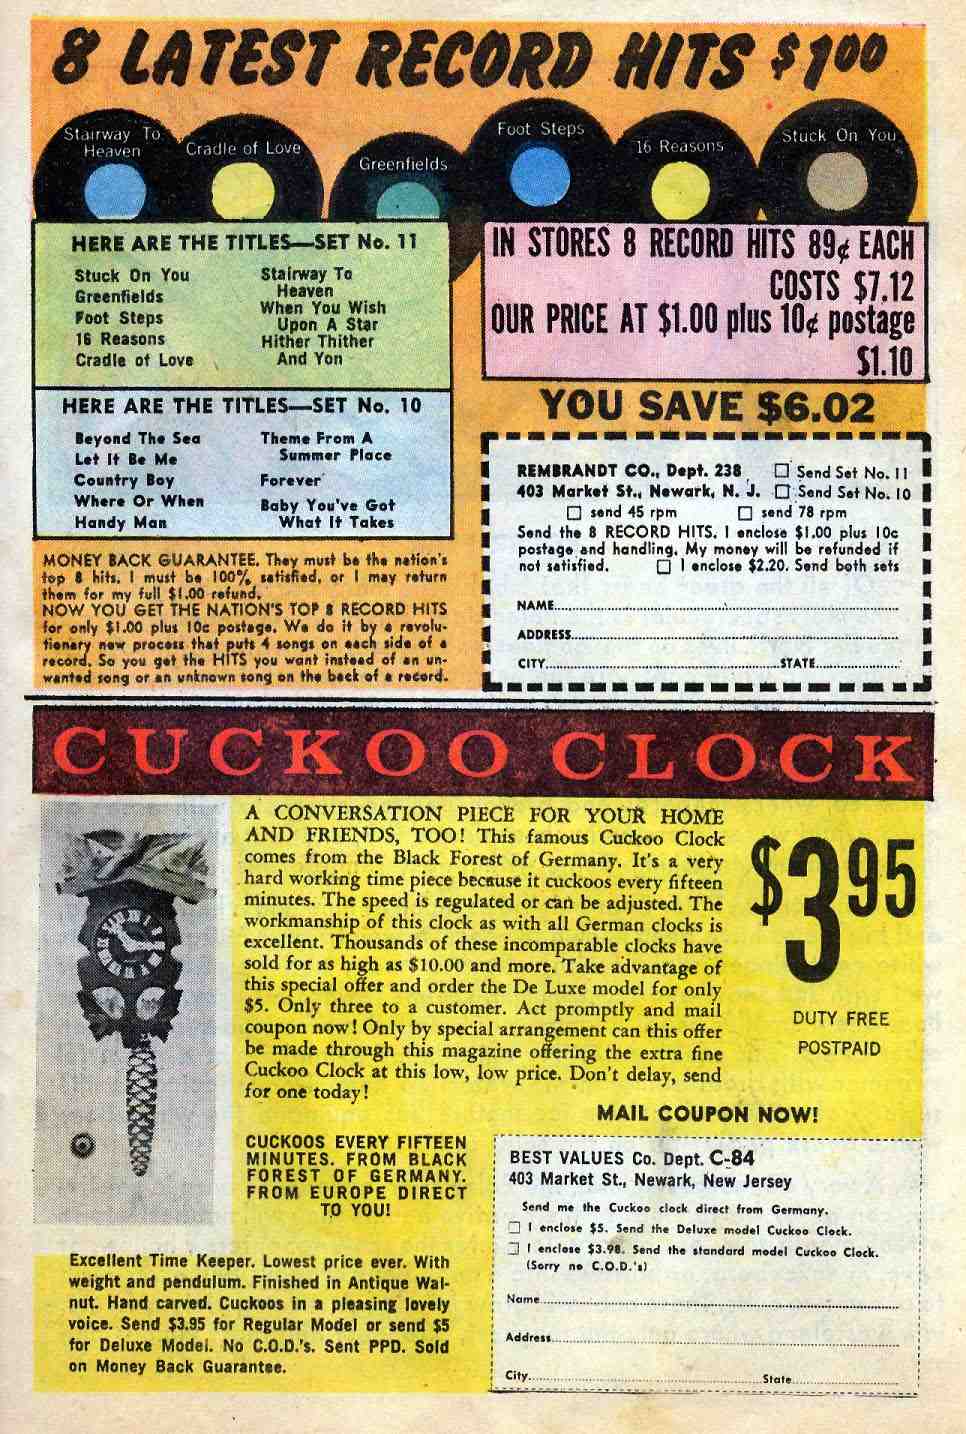 8 LATEST RECORD HITS $1.00
Stairway To
Heaven
Cradle of Love
Greenfields
Foot Steps
16 Reasons
Stuck On You
HERE ARE THE TITLES—SET No. 11
Stuck On You
Greenfields
Foot Steps
16 Reasons
Cradle of Love
Stairway To
Heaven
When You Wish
Upon A Star
Hither Thither
And Yon
HERE ARE THE TITLES—SET No. 10
Beyond The Sea
Let It Be Me
Country Boy
Where Or When
Handy Man
Theme From A
Summer Place
Forever
Baby You've Got
What It Takes
MONEY BACK GUARANTEE. They must be the nation's
top 8 hits. I must be 100% satisfied, or I may return
them for my full $1.00 refund.
NOW YOU GET THE NATION'S TOP 8 RECORD HITS
for only $1.00 plus 10c postage. We do it by a revolu-
tionary new process that puts 4 songs on each side of a
record. So you get the HITS you want instead of an un-
wanted song or an unknown song on the back of a record.
IN STORES 8 RECORD HITS 89¢ EACH
COSTS $7.12
OUR PRICE AT $1.00 plus 10¢ postage
$1.10
YOU SAVE $6.02
REMBRANDT CO., Dept. 238 □ Send Set No. 11
403 Market St., Newark, N. J. □ Send Set No. 10
□ send 45 rpm □ send 78 rpm
Send the 8 RECORD HITS. I enclose $1.00 plus 10c
postage and handling. My money will be refunded if
not satisfied. □ I enclose $2.20. Send both sets
NAME
ADDRESS
CITY STATE
CUCKOO CLOCK
A CONVERSATION PIECE FOR YOUR HOME
AND FRIENDS, TOO! This famous Cuckoo Clock
comes from the Black Forest of Germany. It's a very
hard working time piece because it cuckoos every fifteen
minutes. The speed is regulated or can be adjusted. The
workmanship of this clock as with all German clocks is
excellent. Thousands of these incomparable clocks have
sold for as high as $10.00 and more. Take advantage of
this special offer and order the De Luxe model for only
$5. Only three to a customer. Act promptly and mail
coupon now! Only by special arrangement can this offer
be made through this magazine offering the extra fine
Cuckoo Clock at this low, low price. Don't delay, send
for one today!
$3.95
DUTY FREE
POSTPAID
CUCKOOS EVERY FIFTEEN
MINUTES. FROM BLACK
FOREST OF GERMANY.
FROM EUROPE DIRECT
TO YOU!
Excellent Time Keeper. Lowest price ever. With
weight and pendulum. Finished in Antique Wal-
nut. Hand carved. Cuckoos in a pleasing lovely
voice. Send $3.95 for Regular Model or send $5
for Deluxe Model. No C.O.D.'s. Sent PPD. Sold
on Money Back Guarantee.
MAIL COUPON NOW!
BEST VALUES Co. Dept. C-84
403 Market St., Newark, New Jersey
Send me the Cuckoo clock direct from Germany.
□ I enclose $5. Send the Deluxe model Cuckoo Clock.
□ I enclose $3.98. Send the standard model Cuckoo Clock.
(Sorry no C.O.D.'s)
Name
Address
City State